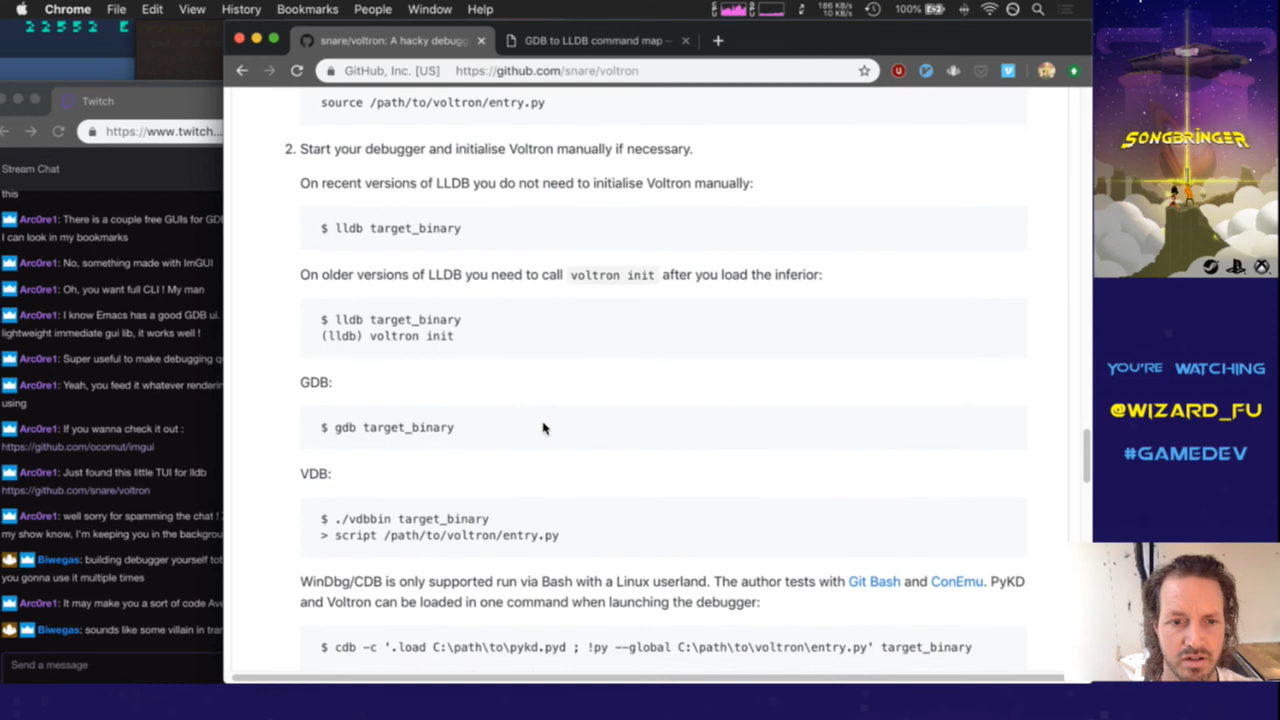 Chrome File Edit View History Bookmarks People Window Help
186 KB/s
10 KB/s
100%
22552 E
snare/voltron: A hacky debugg
GDB to LLDB command map —
GitHub, Inc. [US] https://github.com/snare/voltron
Twitch
https://www.twitch...
Stream Chat
this
Arc0re1: There is a couple free GUIs for GD
I can look in my bookmarks
Arc0re1: No, something made with ImGUI
Arc0re1: Oh, you want full CLI ! My man
Arc0re1: I know Emacs has a good GDB ui.
lightweight immediate gui lib, it works well !
Arc0re1: Super useful to make debugging
Arc0re1: Yeah, you feed it whatever renderin
using
Arc0re1: If you wanna check it out :
https://github.com/ocornut/imgui
Arc0re1: Just found this little TUI for lldb
https://github.com/snare/voltron
Arc0re1: well sorry for spamming the chat !
my show know, I'm keeping you in the backgrou
Biwegas: building debugger yourself tot
you gonna use it multiple times
Arc0re1: It may make you a sort of code Ave
Biwegas: sounds like some villain in tran
Send a message
source /path/to/voltron/entry.py
2. Start your debugger and initialise Voltron manually if necessary.
On recent versions of LLDB you do not need to initialise Voltron manually:
$ lldb target_binary
On older versions of LLDB you need to call voltron init after you load the inferior:
$ lldb target_binary
(lldb) voltron init
GDB:
$ gdb target_binary
VDB:
$ ./vdbbin target_binary
> script /path/to/voltron/entry.py
WinDbg/CDB is only supported run via Bash with a Linux userland. The author tests with Git Bash and ConEmu. PyKD
and Voltron can be loaded in one command when launching the debugger:
$ cdb -c '.load C:\path\to\pykd.pyd ; !py --global C:\path\to\voltron\entry.py' target_binary
SONGBRINGER
YOU'RE WATCHING
@WIZARD_FU
#GAMEDEV